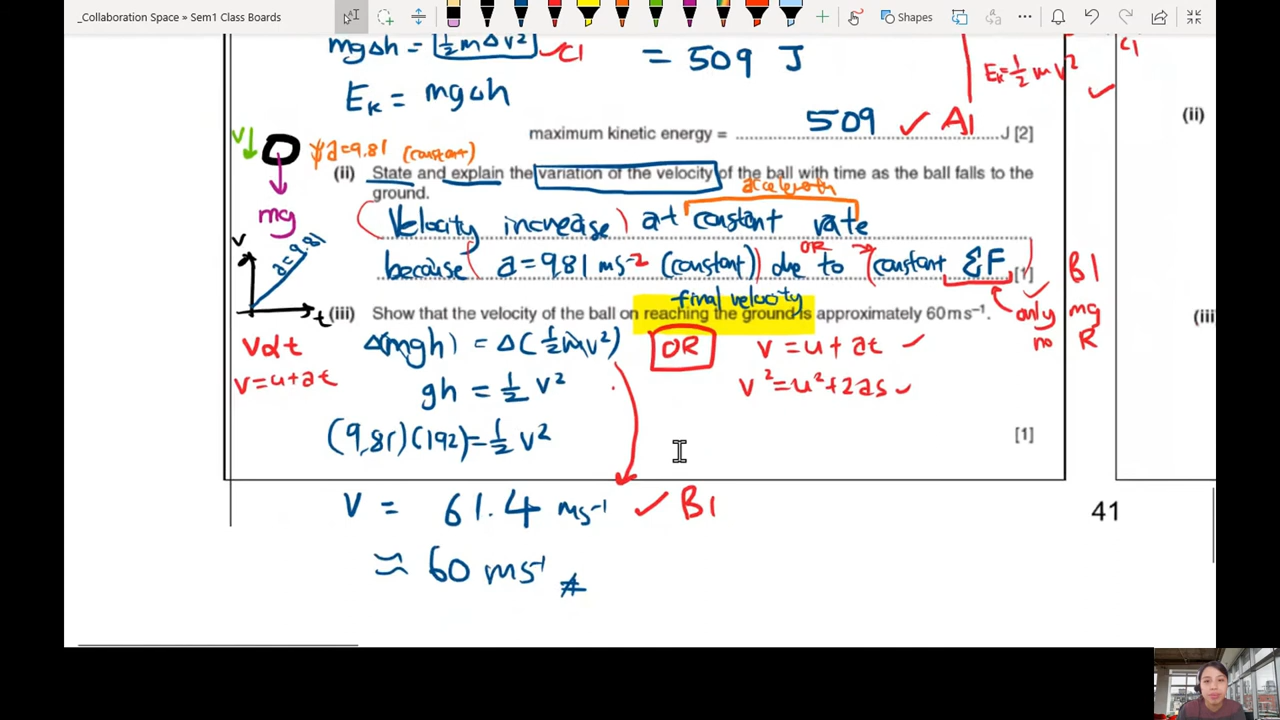 _Collaboration Space » Sem1 Class Boards
Shapes
mgΔh = ½mΔv² ✓C1
= 509 J
Ek = ½mv²
✓
C1
Ek = mgΔh
(ii)
509 ✓ A1
maximum kinetic energy = ........ J [2]
v↓
a=9.81 (constant)
(ii) State and explain the variation of the velocity of the ball with time as the ball falls to the
ground.
acceleration
mg
(Velocity increase) at constant rate
OR
because (a = 9.81 ms⁻² (constant)) due to (constant ΣF) [1] B1
v
a=9.81
t
final velocity
✓
only mg
no R
(iii) Show that the velocity of the ball on reaching the ground is approximately 60 m s⁻¹.
(iii
v∝t
v=u+at
Δ(mgh) = Δ(½mv²)
OR
v = u + at ✓
gh = ½v²
v² = u² + 2as ✓
(9.81)(192) = ½v²
[1]
v = 61.4 ms⁻¹ ✓ B1
41
≈ 60 ms⁻¹